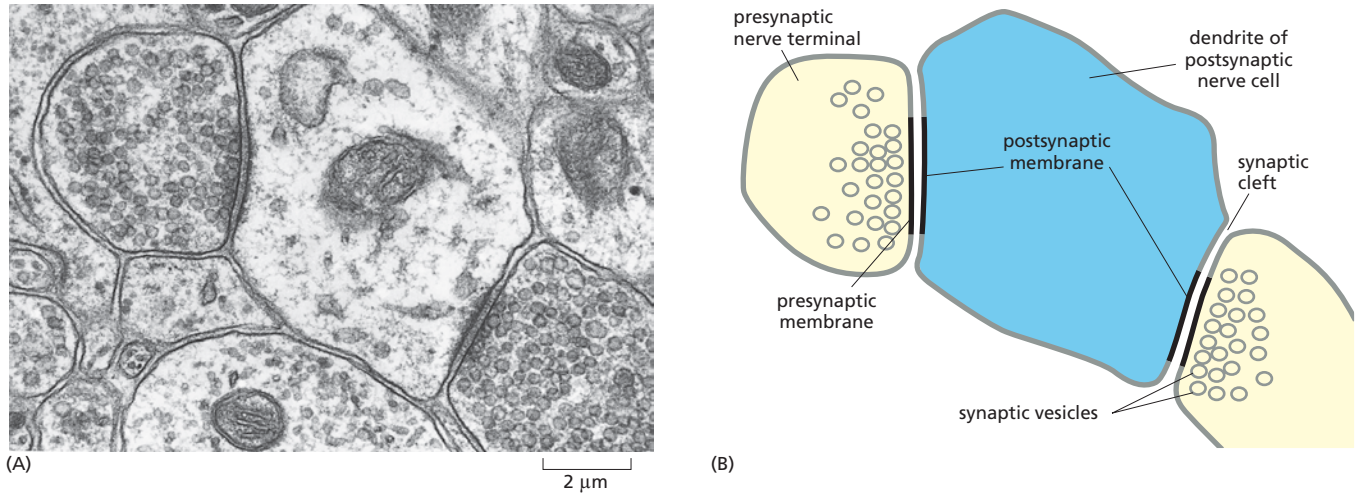 presynaptic
nerve terminal
dendrite of
postsynaptic
nerve cell
postsynaptic
membrane
synaptic
cleft
presynaptic
membrane
synaptic vesicles
(A)
2 μm
(B)